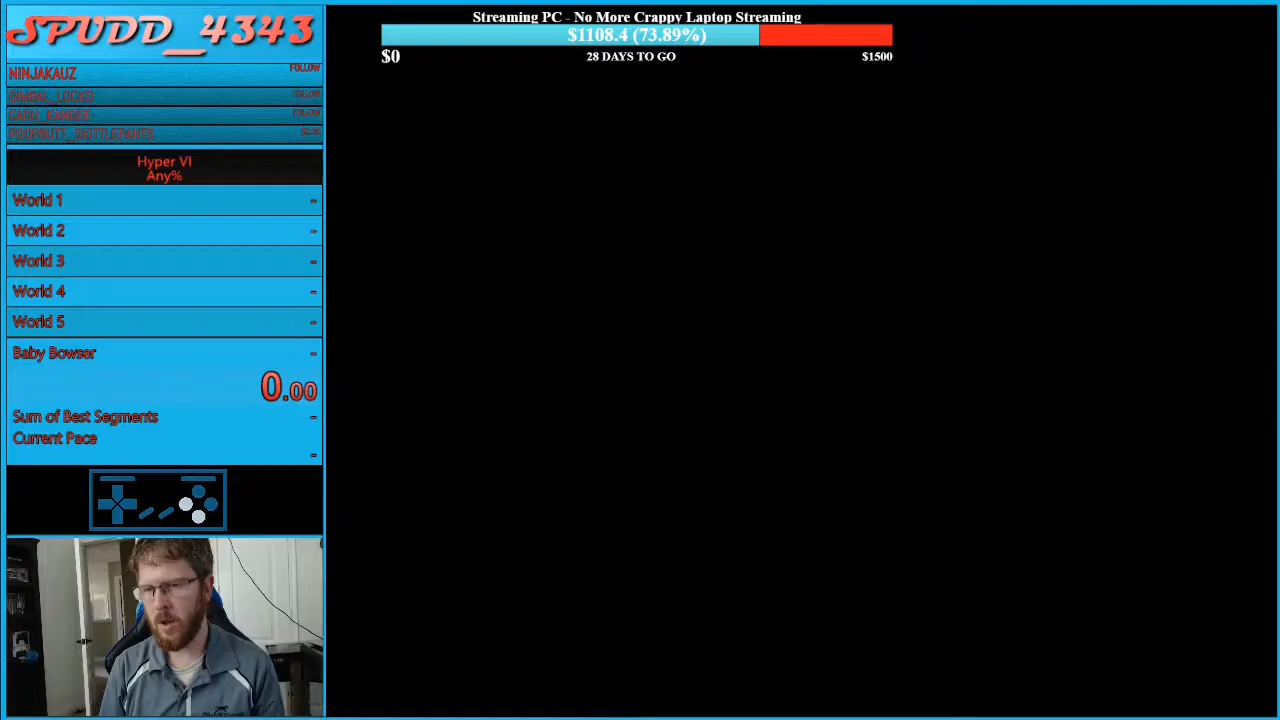 SPUDD_4343
NINJAKAUZ FOLLOW
Streaming PC - No More Crappy Laptop Streaming
$1108.4 (73.89%)
$0 28 DAYS TO GO $1500
Hyper VI
Any%
World 1 -
World 2 -
World 3 -
World 4 -
World 5 -
Baby Bowser -
0.00
Sum of Best Segments -
Current Pace
-